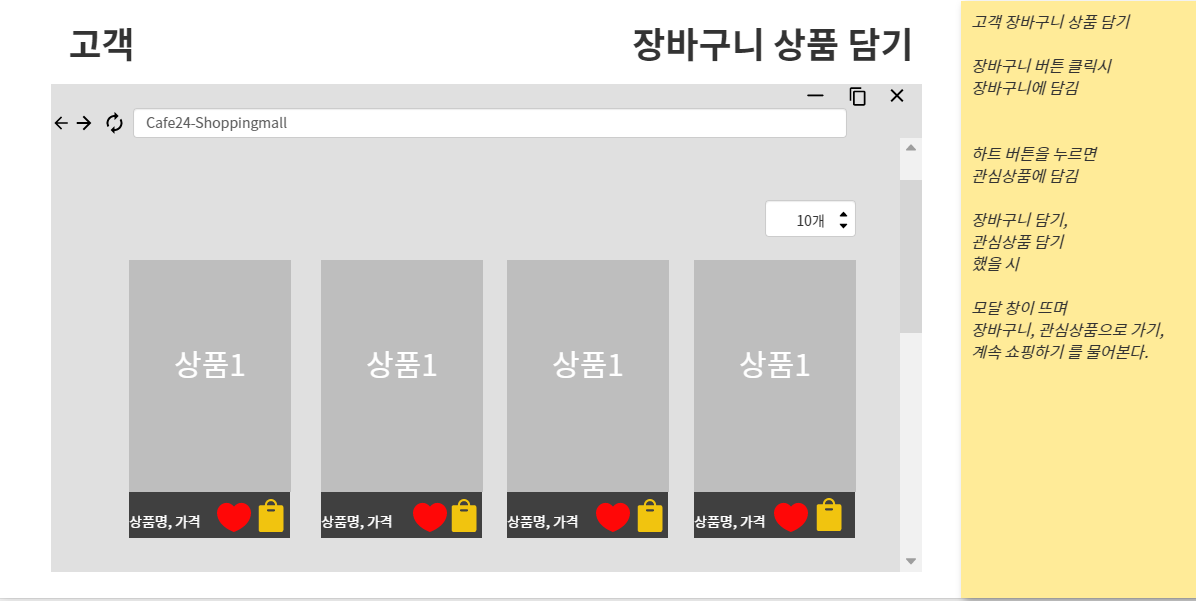 고객
장바구니 상품 담기
Cafe24-Shoppingmall
10개
상품1
상품1
상품1
상품1
상품명, 가격
상품명, 가격
상품명, 가격
상품명, 가격
고객 장바구니 상품 담기
장바구니 버튼 클릭시
장바구니에 담김
하트 버튼을 누르면
관심상품에 담김
장바구니 담기,
관심상품 담기
했을 시
모달 창이 뜨며
장바구니, 관심상품으로 가기,
계속 쇼핑하기 를 물어본다.